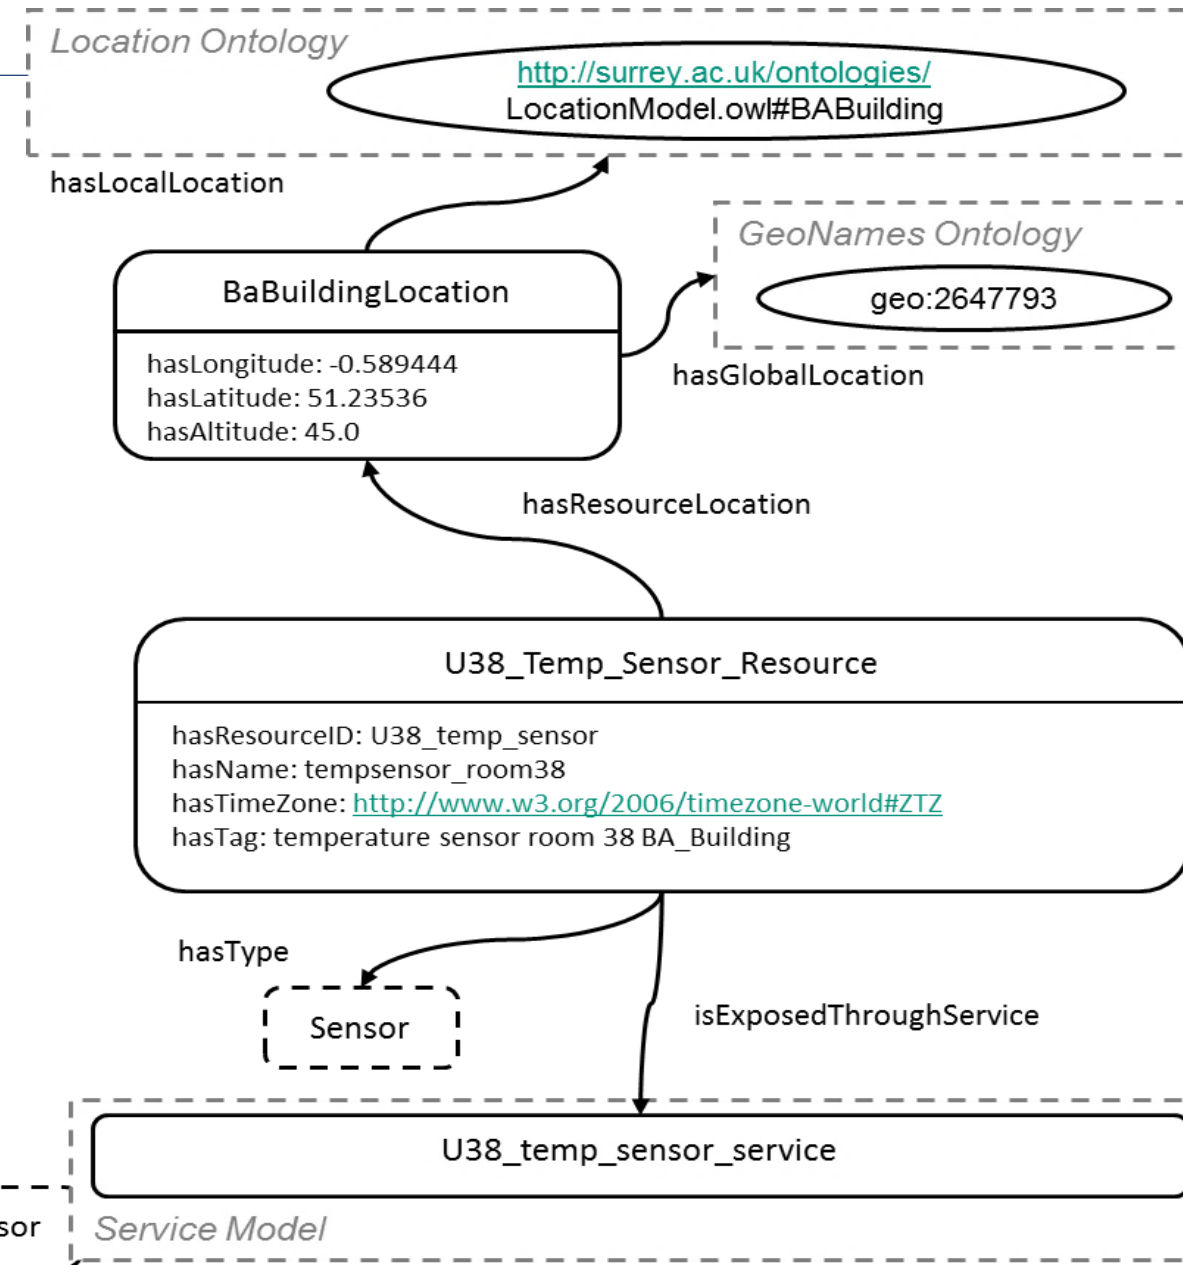 Location Ontology
http://surrey.ac.uk/ontologies/
LocationModel.owl#BABuilding
hasLocalLocation
GeoNames Ontology
geo:2647793
hasGlobalLocation
BaBuildingLocation
hasLongitude: -0.589444
hasLatitude: 51.23536
hasAltitude: 45.0
hasResourceLocation
U38_Temp_Sensor_Resource
hasResourceID: U38_temp_sensor
hasName: tempsensor_room38
hasTimeZone: http://www.w3.org/2006/timezone-world#ZTZ
hasTag: temperature sensor room 38 BA_Building
hasType
Sensor
isExposedThroughService
U38_temp_sensor_service
sor
Service Model